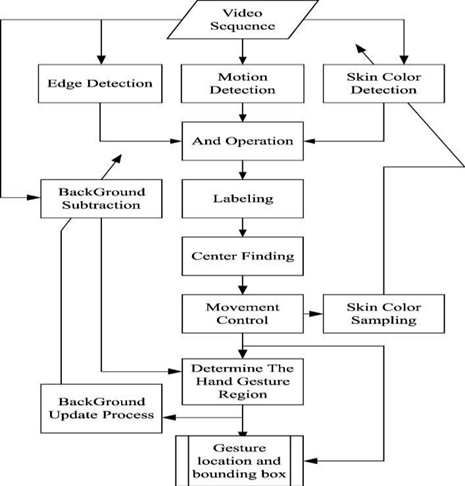 Video
Sequence
Edge Detection
Motion
Detection
Skin Color
Detection
And Operation
BackGround
Subtraction
Labeling
Center Finding
Movement
Control
Skin Color
Sampling
Determine The
Hand Gesture
Region
BackGround
Update Process
Gesture
location and
bounding box